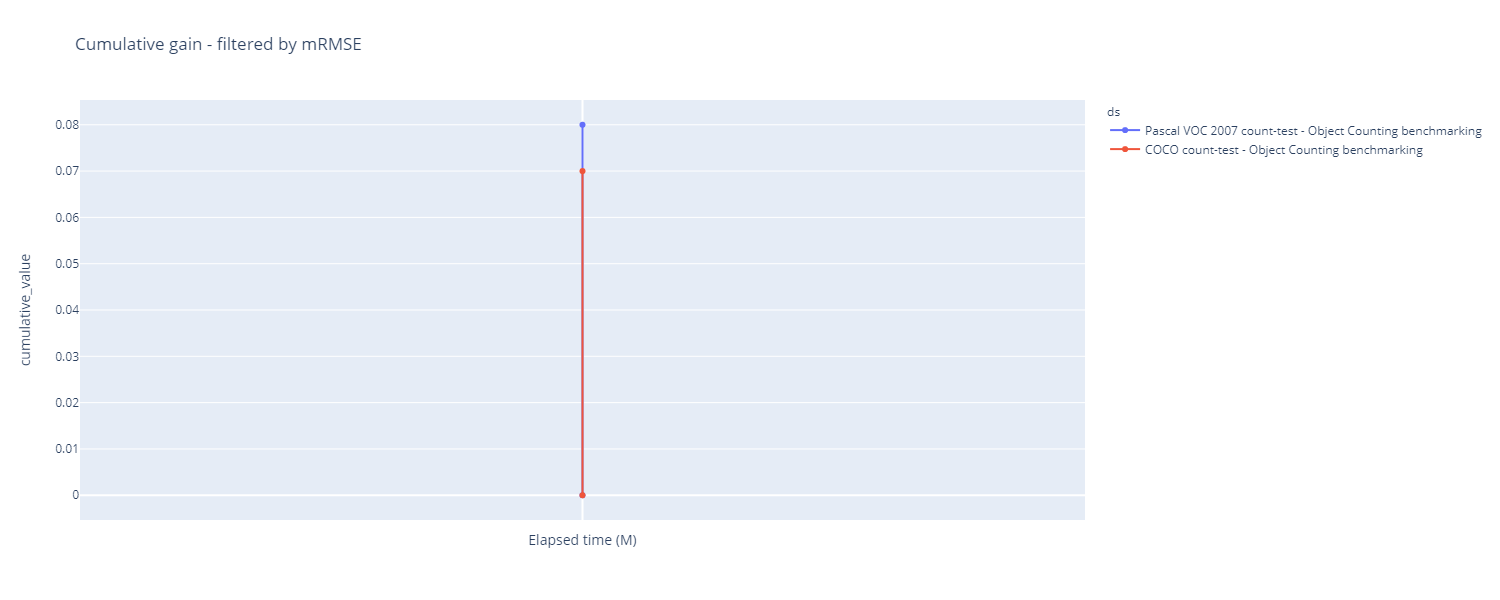 Cumulative gain - filtered by mRMSE
ds
Pascal VOC 2007 count-test - Object Counting benchmarking
COCO count-test - Object Counting benchmarking
cumulative_value
0.08
0.07
0.06
0.05
0.04
0.03
0.02
0.01
0
Elapsed time (M)